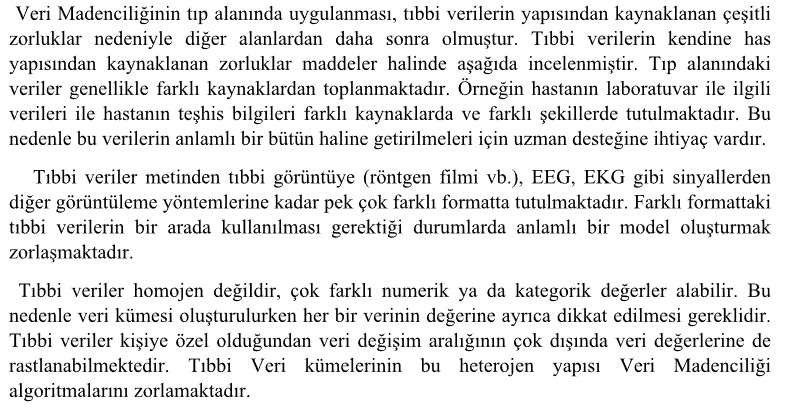 Veri Madenciliğinin tıp alanında uygulanması, tıbbi verilerin yapısından kaynaklanan çeşitli
zorluklar nedeniyle diğer alanlardan daha sonra olmuştur. Tıbbi verilerin kendine has
yapısından kaynaklanan zorluklar maddeler halinde aşağıda incelenmiştir. Tıp alanındaki
veriler genellikle farklı kaynaklardan toplanmaktadır. Örneğin hastanın laboratuvar ile ilgili
verileri ile hastanın teşhis bilgileri farklı kaynaklarda ve farklı şekillerde tutulmaktadır. Bu
nedenle bu verilerin anlamlı bir bütün haline getirilmeleri için uzman desteğine ihtiyaç vardır.
Tıbbi veriler metinden tıbbi görüntüye (röntgen filmi vb.), EEG, EKG gibi sinyallerden
diğer görüntüleme yöntemlerine kadar pek çok farklı formatta tutulmaktadır. Farklı formattaki
tıbbi verilerin bir arada kullanılması gerektiği durumlarda anlamlı bir model oluşturmak
zorlaşmaktadır.
Tıbbi veriler homojen değildir, çok farklı numerik ya da kategorik değerler alabilir. Bu
nedenle veri kümesi oluşturulurken her bir verinin değerine ayrıca dikkat edilmesi gereklidir.
Tıbbi veriler kişiye özel olduğundan veri değişim aralığının çok dışında veri değerlerine de
rastlanabilmektedir. Tıbbi Veri kümelerinin bu heterojen yapısı Veri Madenciliği
algoritmalarını zorlamaktadır.